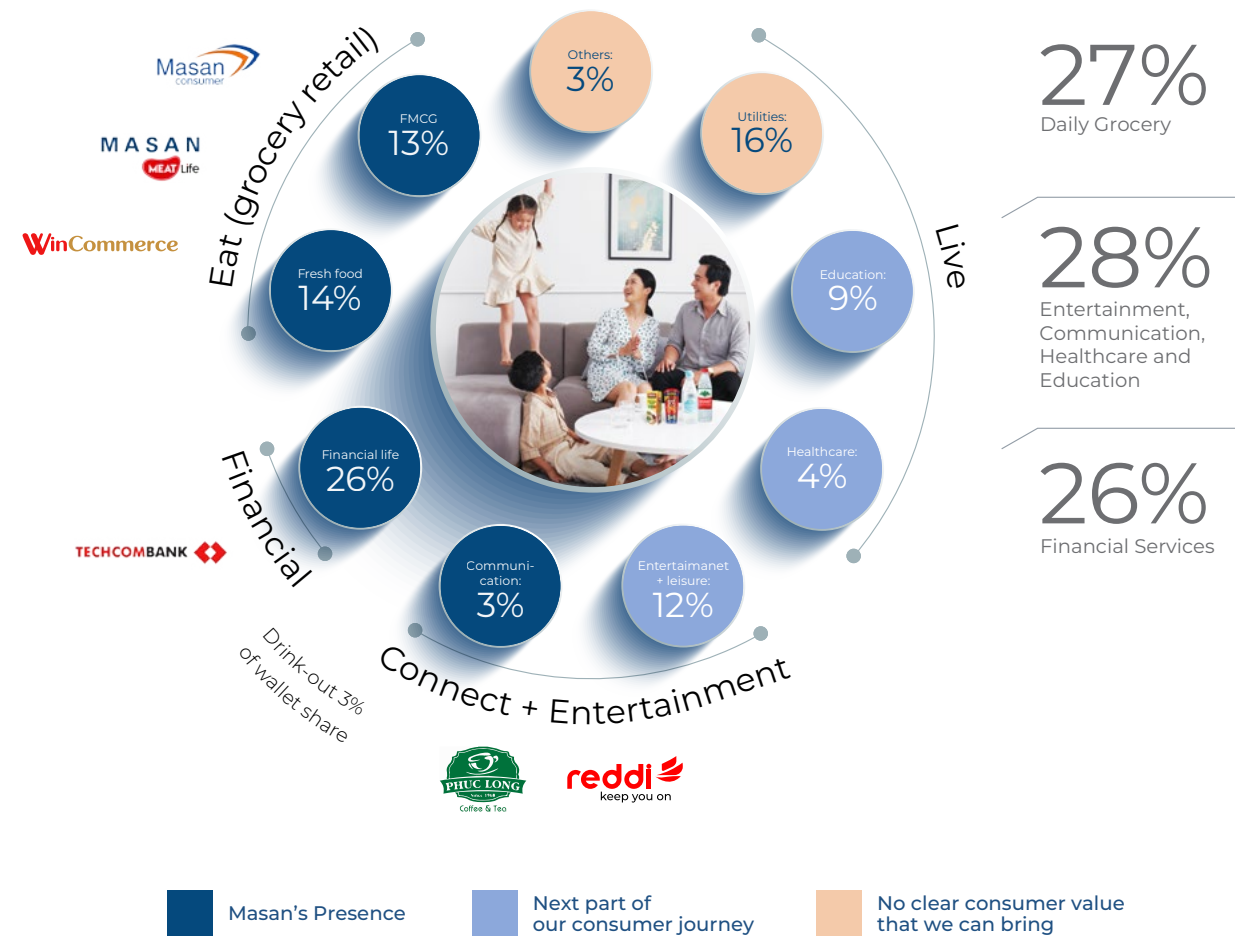 Masan
consumer
MASAN
MEAT Life
WinCommerce
TECHCOMBANK
Eat (grocery retail)
FMCG
13%
Fresh food
14%
Financial
Financial life
26%
Drink-out 3%
of wallet share
Connect + Entertainment
Communi-
cation:
3%
Entertaimanet
+ leisure:
12%
PHUC LONG
Since 1968
Coffee & Tea
reddi
keep you on
Live
Others:
3%
Utilities:
16%
Education:
9%
Healthcare:
4%
27%
Daily Grocery
28%
Entertainment,
Communication,
Healthcare and
Education
26%
Financial Services
Masan's Presence
Next part of
our consumer journey
No clear consumer value
that we can bring